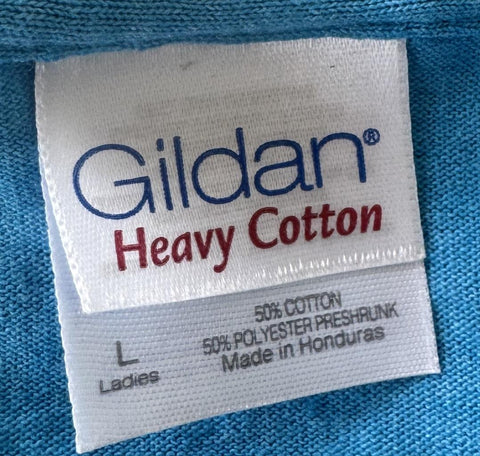 Gildan®
Heavy Cotton
50% COTTON
50% POLYESTER PRESHRUNK
Made in Honduras
L
Ladies